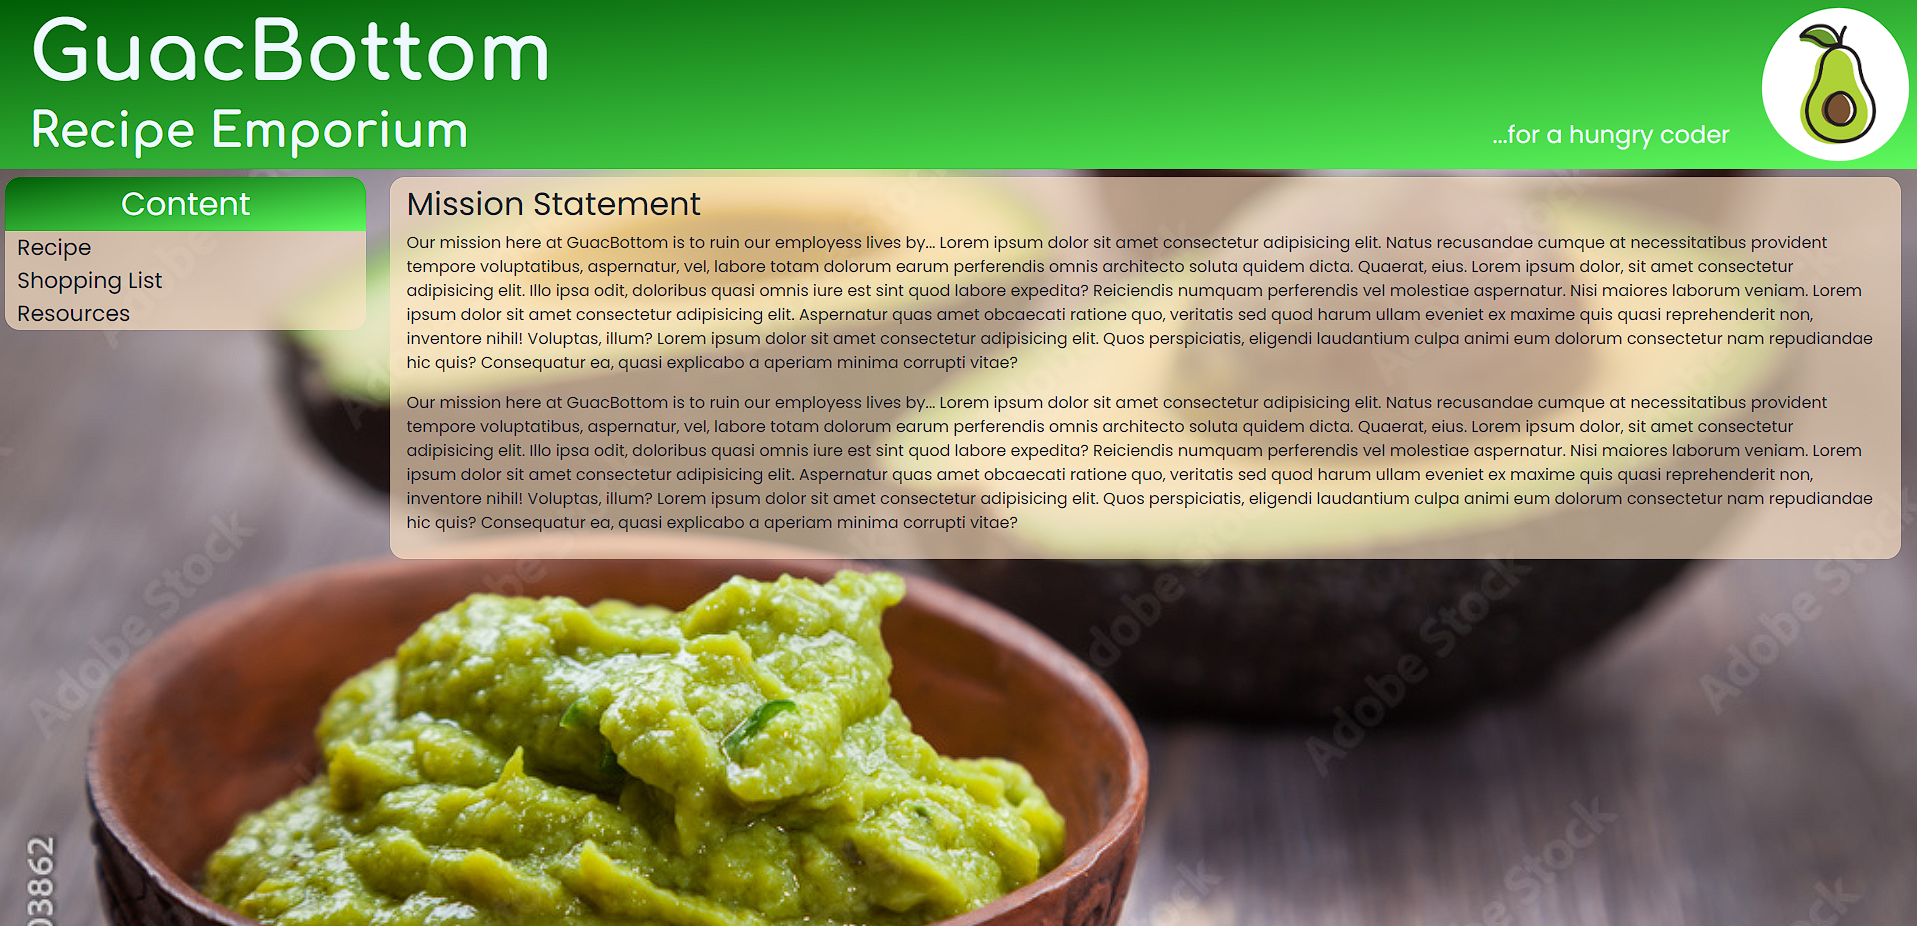 GuacBottom
Recipe Emporium
...for a hungry coder
Content
Recipe
Shopping List
Resources
Mission Statement
Our mission here at GuacBottom is to ruin our employess lives by... Lorem ipsum dolor sit amet consectetur adipisicing elit. Natus recusandae cumque at necessitatibus provident
tempore voluptatibus, aspernatur, vel, labore totam dolorum earum perferendis omnis architecto soluta quidem dicta. Quaerat, eius. Lorem ipsum dolor, sit amet consectetur
adipisicing elit. Illo ipsa odit, doloribus quasi omnis iure est sint quod labore expedita? Reiciendis numquam perferendis vel molestiae aspernatur. Nisi maiores laborum veniam. Lorem
ipsum dolor sit amet consectetur adipisicing elit. Aspernatur quas amet obcaecati ratione quo, veritatis sed quod harum ullam eveniet ex maxime quis quasi reprehenderit non,
inventore nihil! Voluptas, illum? Lorem ipsum dolor sit amet consectetur adipisicing elit. Quos perspiciatis, eligendi laudantium culpa animi eum dolorum consectetur nam repudiandae
hic quis? Consequatur ea, quasi explicabo a aperiam minima corrupti vitae?
Our mission here at GuacBottom is to ruin our employess lives by... Lorem ipsum dolor sit amet consectetur adipisicing elit. Natus recusandae cumque at necessitatibus provident
tempore voluptatibus, aspernatur, vel, labore totam dolorum earum perferendis omnis architecto soluta quidem dicta. Quaerat, eius. Lorem ipsum dolor, sit amet consectetur
adipisicing elit. Illo ipsa odit, doloribus quasi omnis iure est sint quod labore expedita? Reiciendis numquam perferendis vel molestiae aspernatur. Nisi maiores laborum veniam. Lorem
ipsum dolor sit amet consectetur adipisicing elit. Aspernatur quas amet obcaecati ratione quo, veritatis sed quod harum ullam eveniet ex maxime quis quasi reprehenderit non,
inventore nihil! Voluptas, illum? Lorem ipsum dolor sit amet consectetur adipisicing elit. Quos perspiciatis, eligendi laudantium culpa animi eum dolorum consectetur nam repudiandae
hic quis? Consequatur ea, quasi explicabo a aperiam minima corrupti vitae?
Adobe Stock
Adobe Stock
Adobe Stock
Adobe Stock